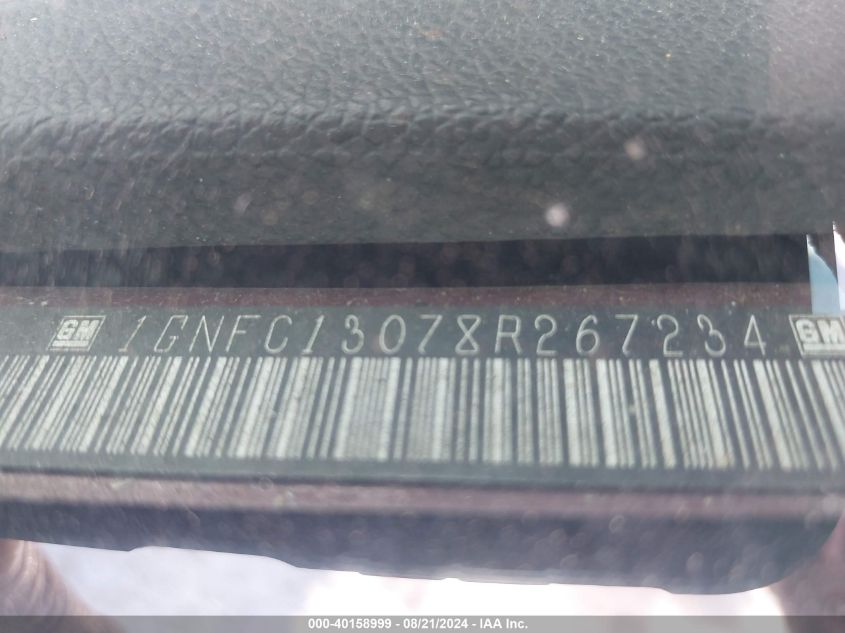 GM 1GNFC13078R267234 GM
000-40158999 / 08/21/2024 - IAA Inc.